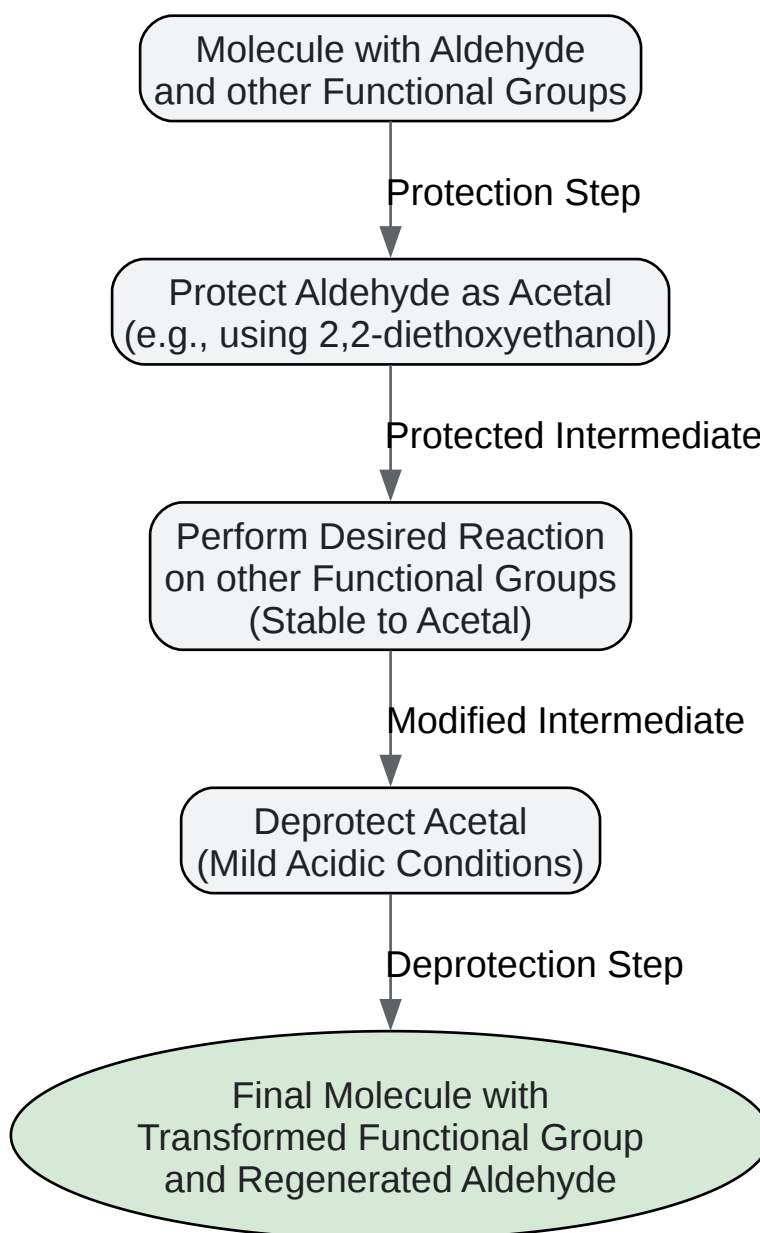 Molecule with Aldehyde
and other Functional Groups
Protection Step
Protect Aldehyde as Acetal
(e.g., using 2,2-diethoxyethanol)
Protected Intermediate
Perform Desired Reaction
on other Functional Groups
(Stable to Acetal)
Modified Intermediate
Deprotect Acetal
(Mild Acidic Conditions)
Deprotection Step
Final Molecule with
Transformed Functional Group
and Regenerated Aldehyde